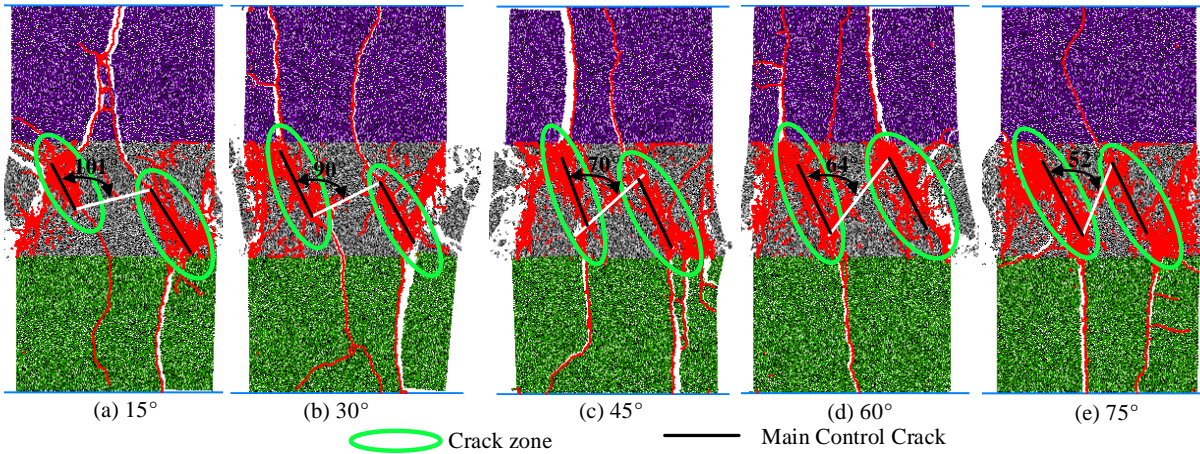 101
90
70
64
52
(a) 15°
(b) 30°
(c) 45°
(d) 60°
(e) 75°
Crack zone
Main Control Crack